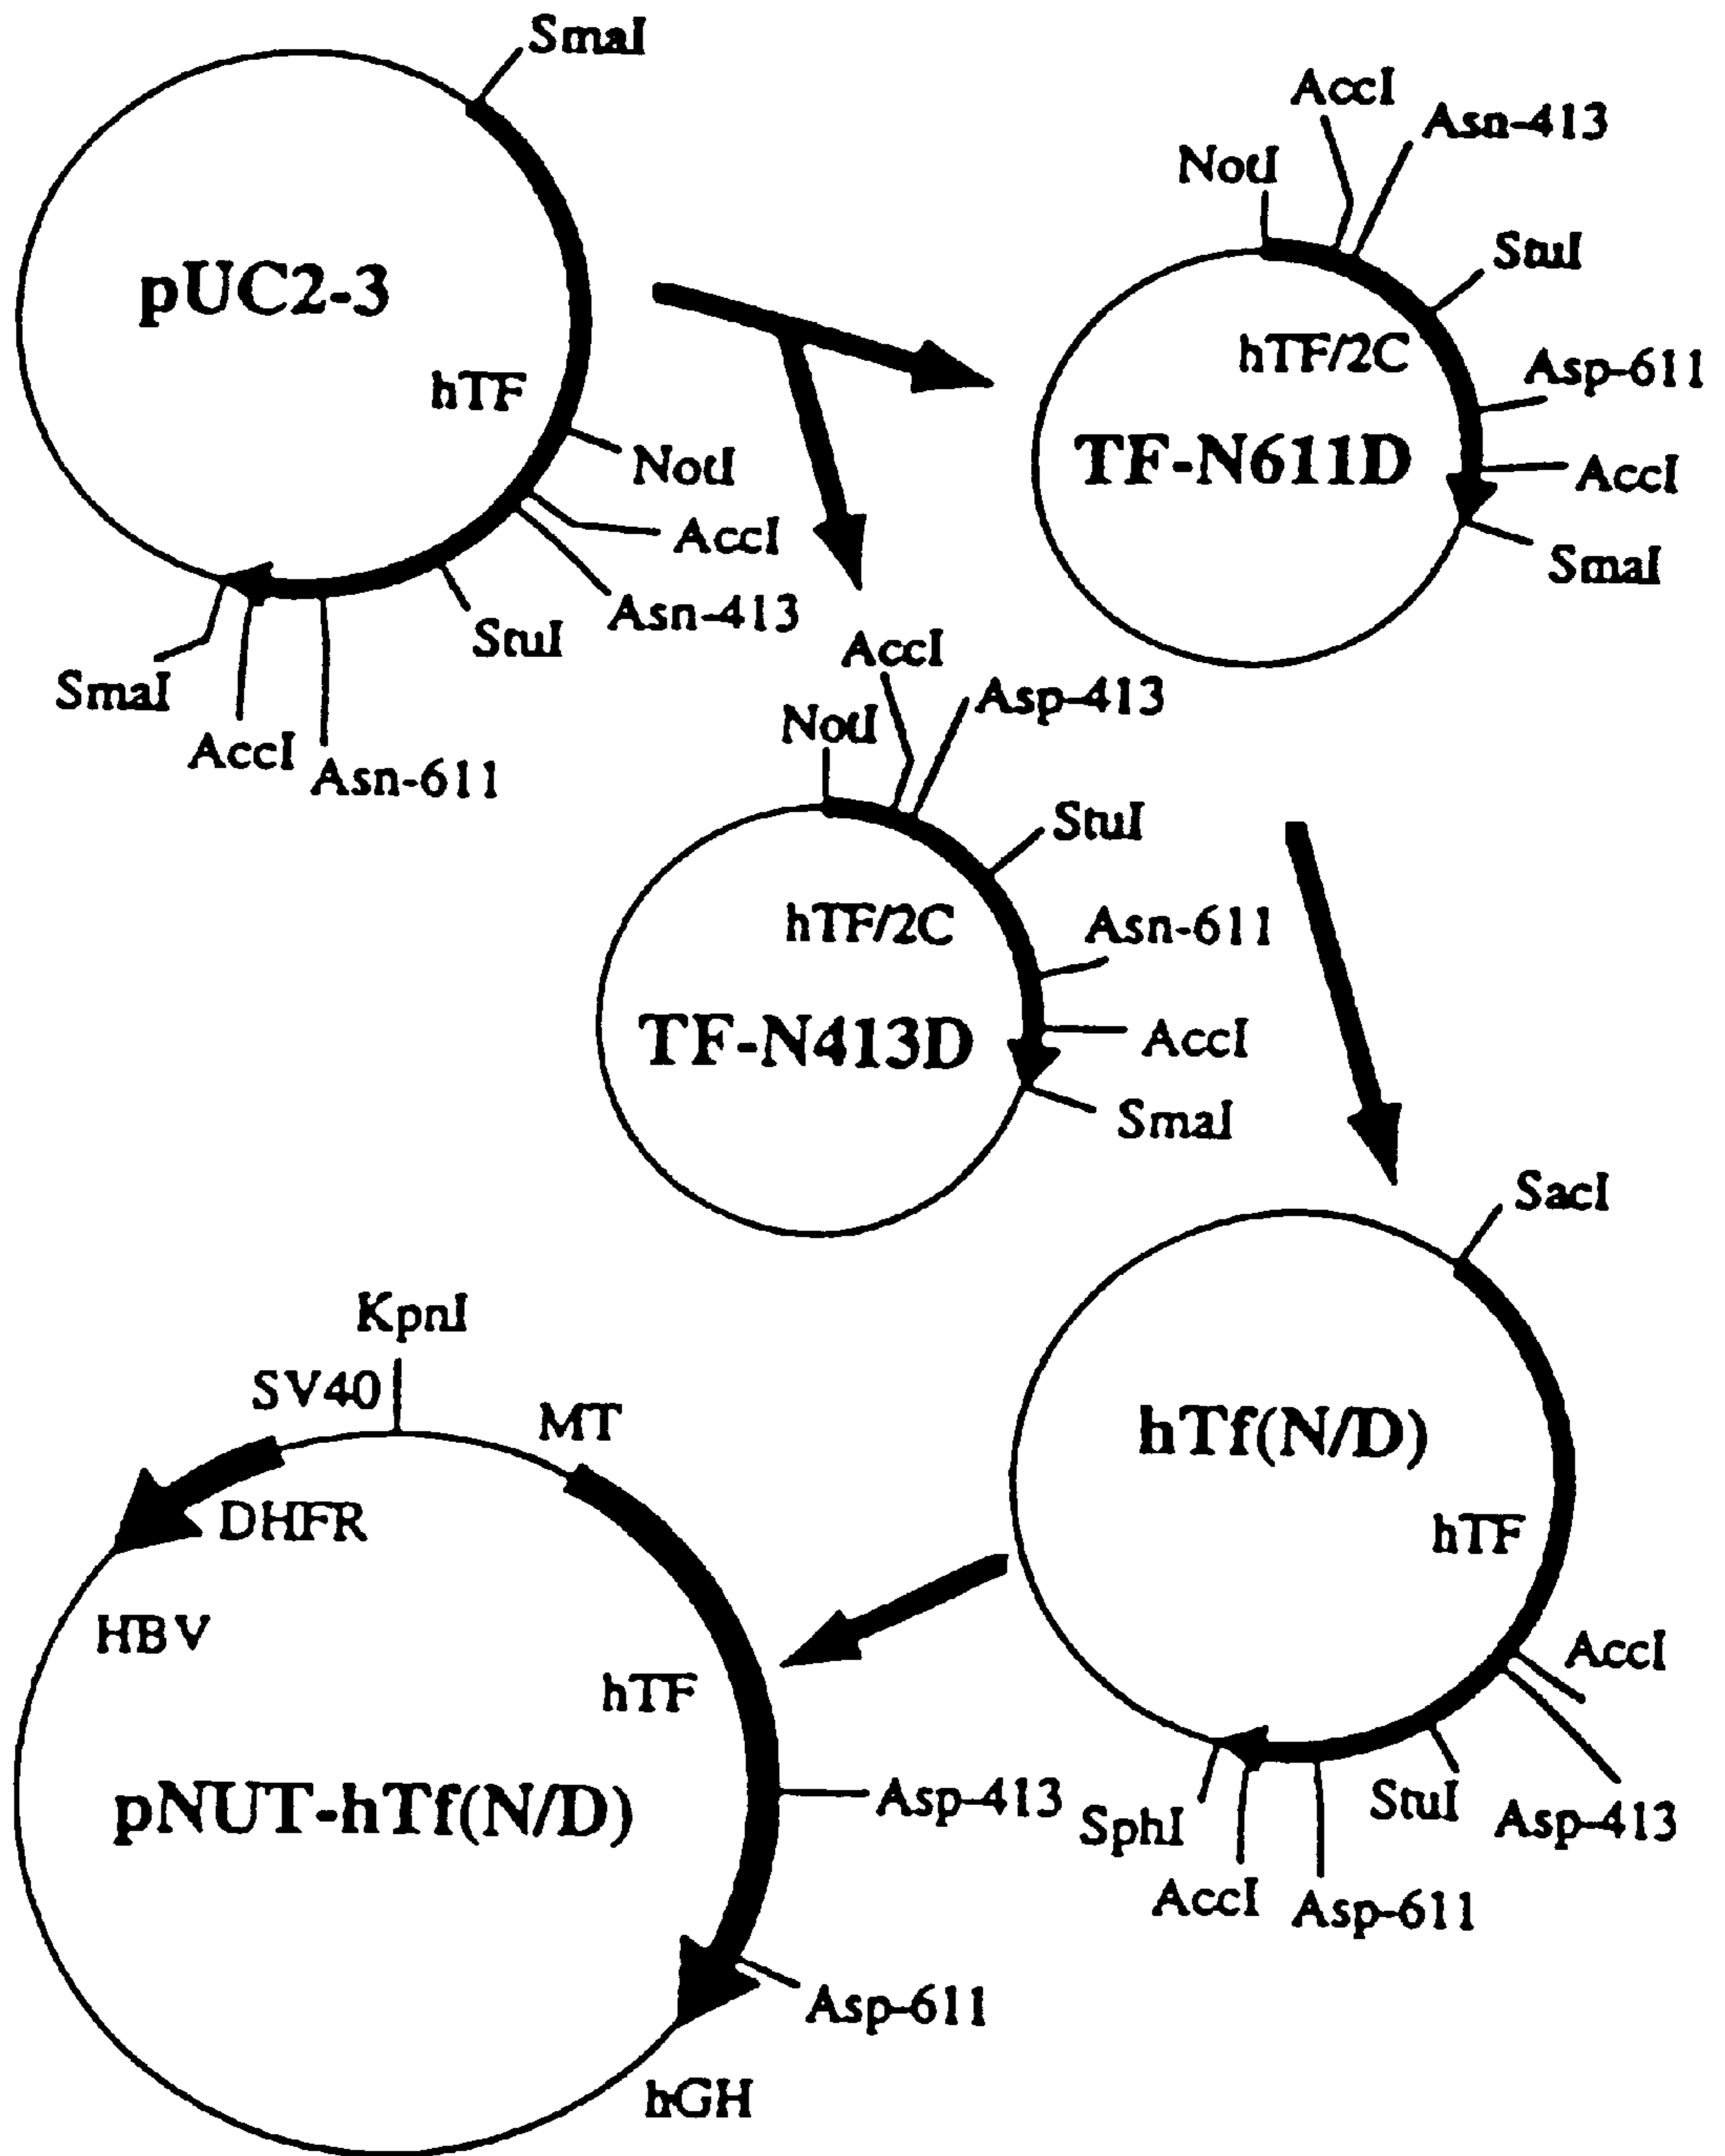 SmaI
pUC2-3
hTF
NotI
AccI
Asn-413
StuI
SmaI
AccI
Asn-611
AccI
Asn-413
NotI
StuI
hTF/2C
Asp-611
TF-N611D
AccI
SmaI
AccI
Asp-413
NotI
StuI
hTF/2C
Asn-611
TF-N413D
AccI
SmaI
SacI
hTf(N/D)
hTF
AccI
StuI
Asp-413
SphI
AccI
Asp-611
KpnI
SV40
MT
DHFR
HBV
hTF
pNUT-hTf(N/D)
Asp-413
Asp-611
hGH